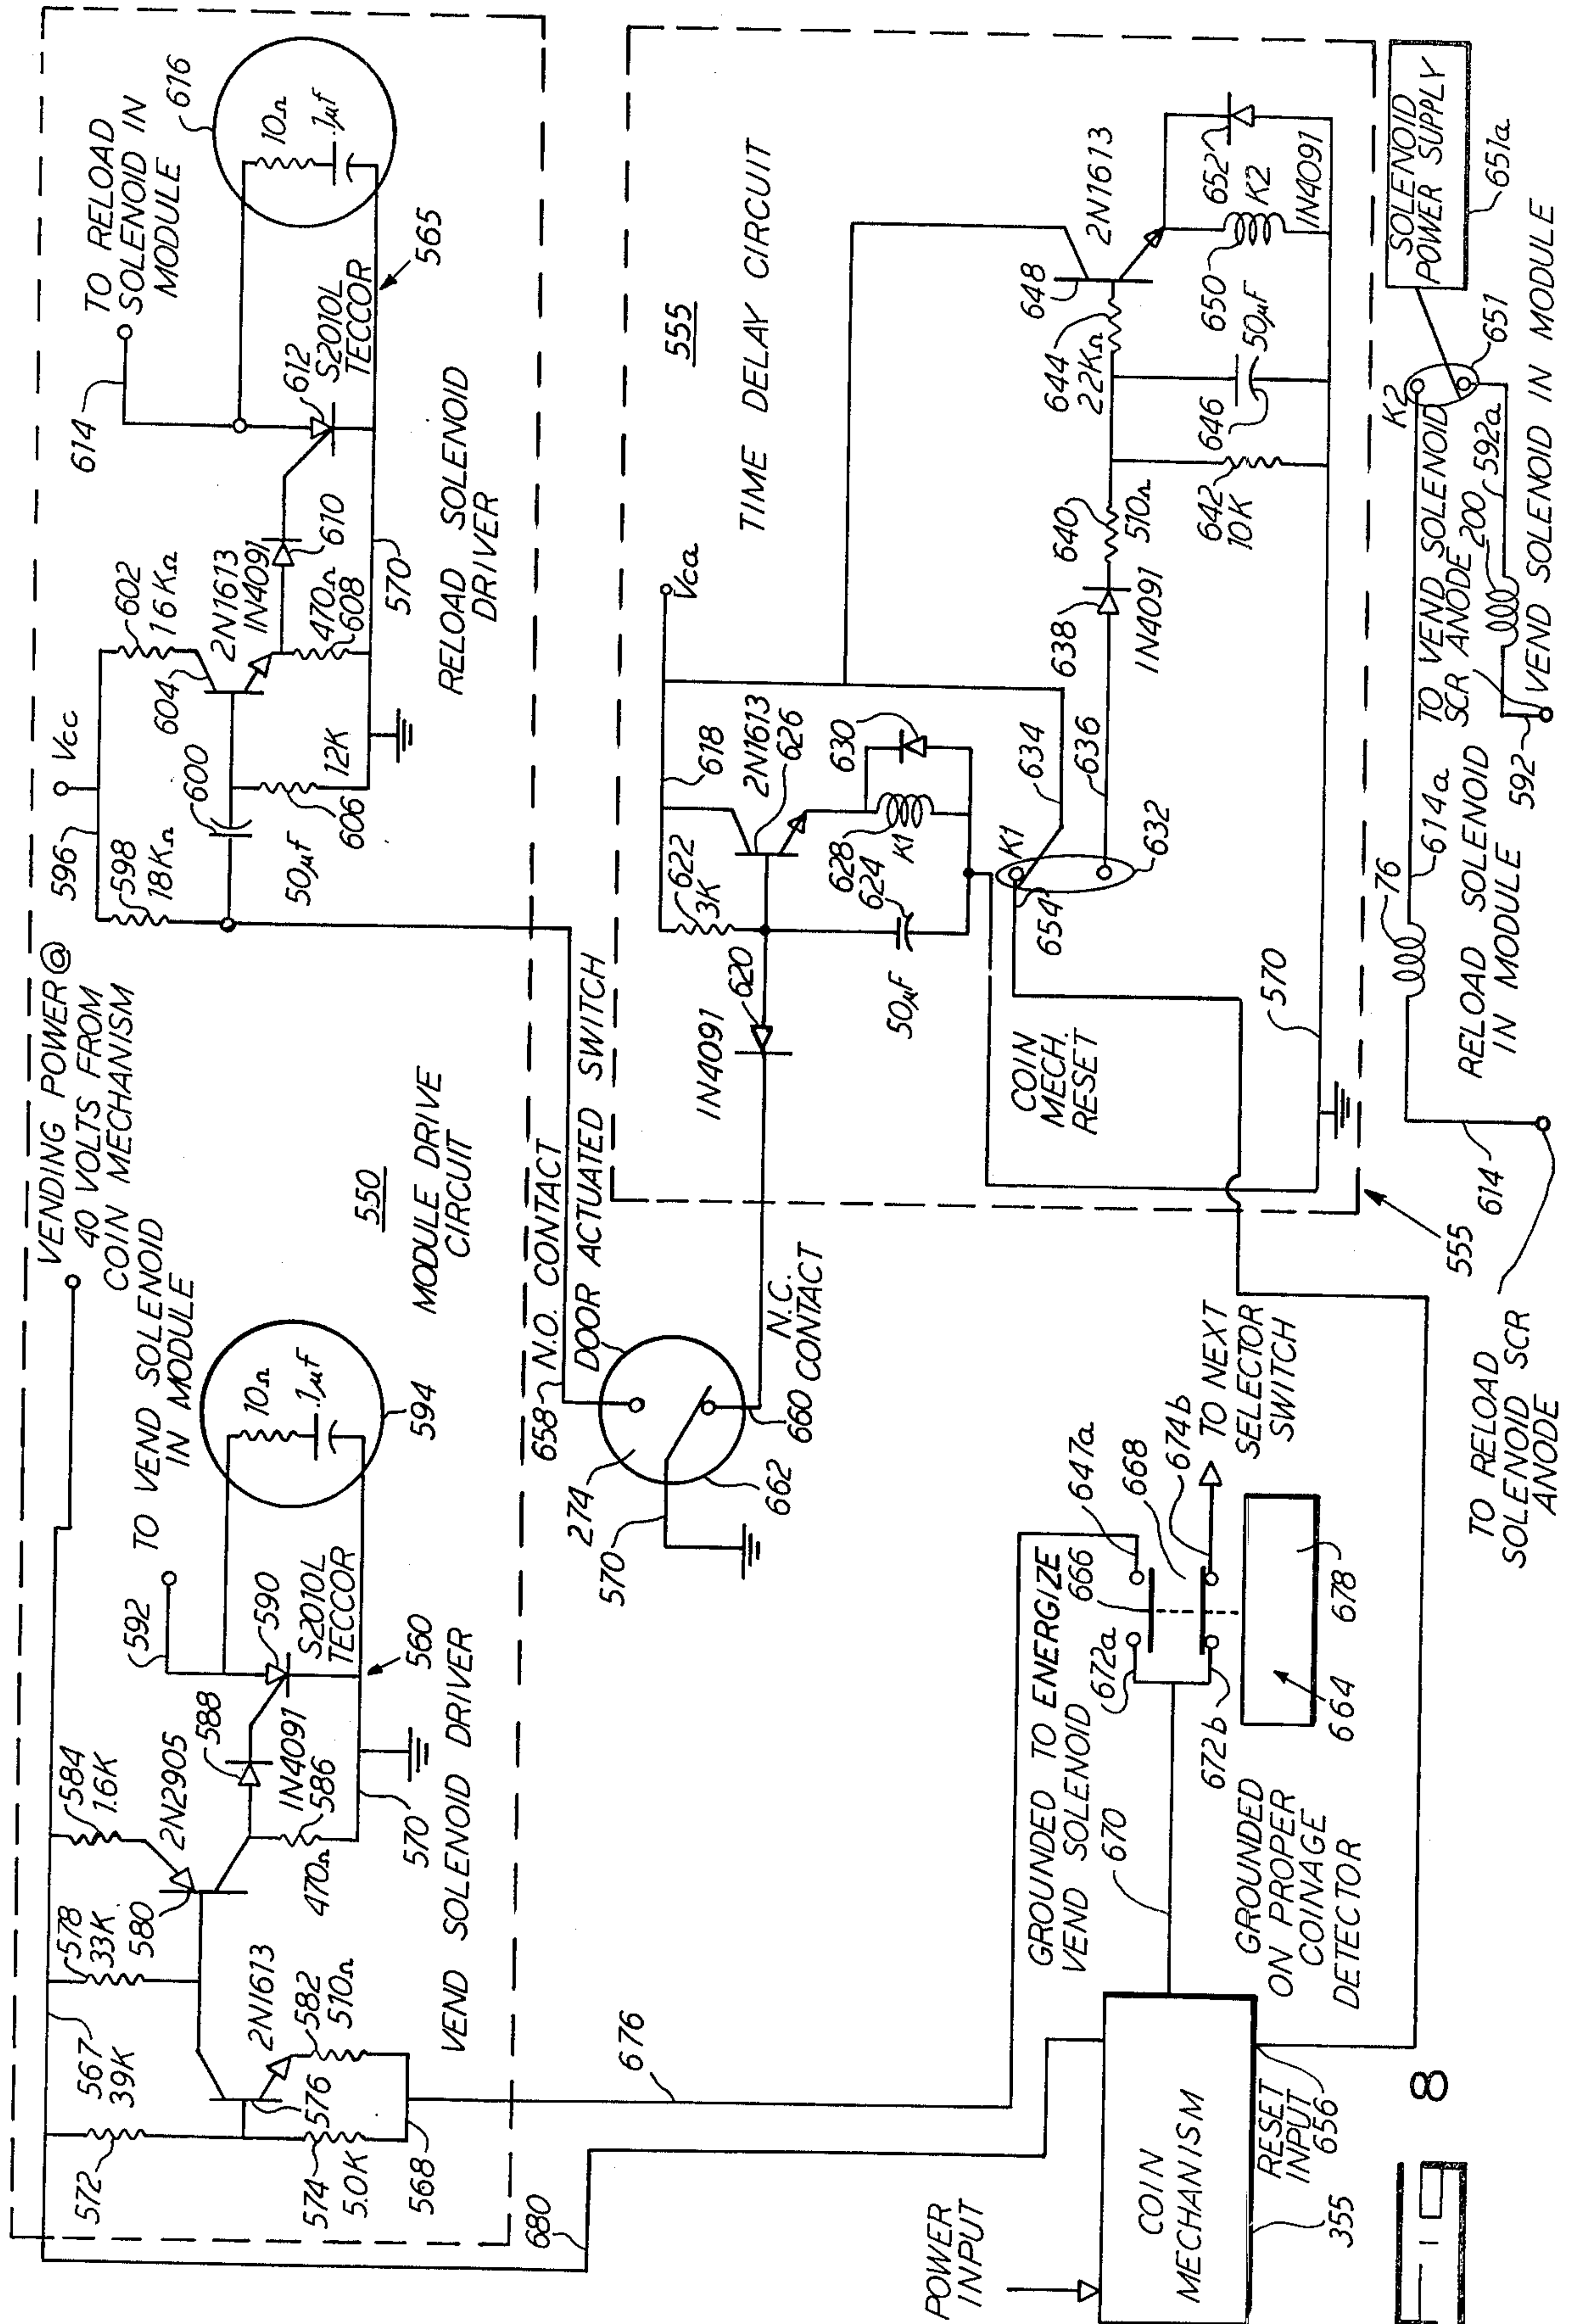 VENDING POWER @
40 VOLTS FROM
COIN MECHANISM
572
567
39K
578
33K
580
584
1.6K
2N2905
588
592
TO VEND SOLENOID
IN MODULE
590
S2010L
TECCOR
10Ω
.1µF
594
2N1613
576
582
510Ω
574
5.0K
568
470Ω
1N4091
586
570
560
VEND SOLENOID DRIVER
550
MODULE DRIVE
CIRCUIT
596
Vcc
598
18KΩ
600
50µF
602
16KΩ
604
2N1613
1N4091
606
12K
470Ω
608
610
570
612
S2010L
TECCOR
614
TO RELOAD
SOLENOID IN
MODULE
10Ω
.1µF
616
565
RELOAD SOLENOID
DRIVER
658
N.O. CONTACT
DOOR ACTUATED SWITCH
274
570
660
N.C.
CONTACT
662
555
TIME DELAY CIRCUIT
Vca
618
622
3K
620
1N4091
2N1613
626
628
K1
624
50µF
630
K1
632
634
636
654
638
1N4091
640
510Ω
642
10K
644
22KΩ
646
50µF
648
2N1613
650
K2
652
1N4091
COIN
MECH.
RESET
570
555
680
676
GROUNDED TO ENERGIZE
VEND SOLENOID
670
666
672a
647a
668
674b
TO NEXT
SELECTOR
SWITCH
672b
664
678
GROUNDED
ON PROPER
COINAGE
DETECTOR
POWER
INPUT
COIN
MECHANISM
RESET
INPUT
656
355
TO RELOAD
SOLENOID SCR
ANODE
614
RELOAD SOLENOID
IN MODULE
76
614a
592
TO VEND SOLENOID
SCR ANODE
200
592a
VEND SOLENOID IN MODULE
K2
651
SOLENOID
POWER SUPPLY
651a
8